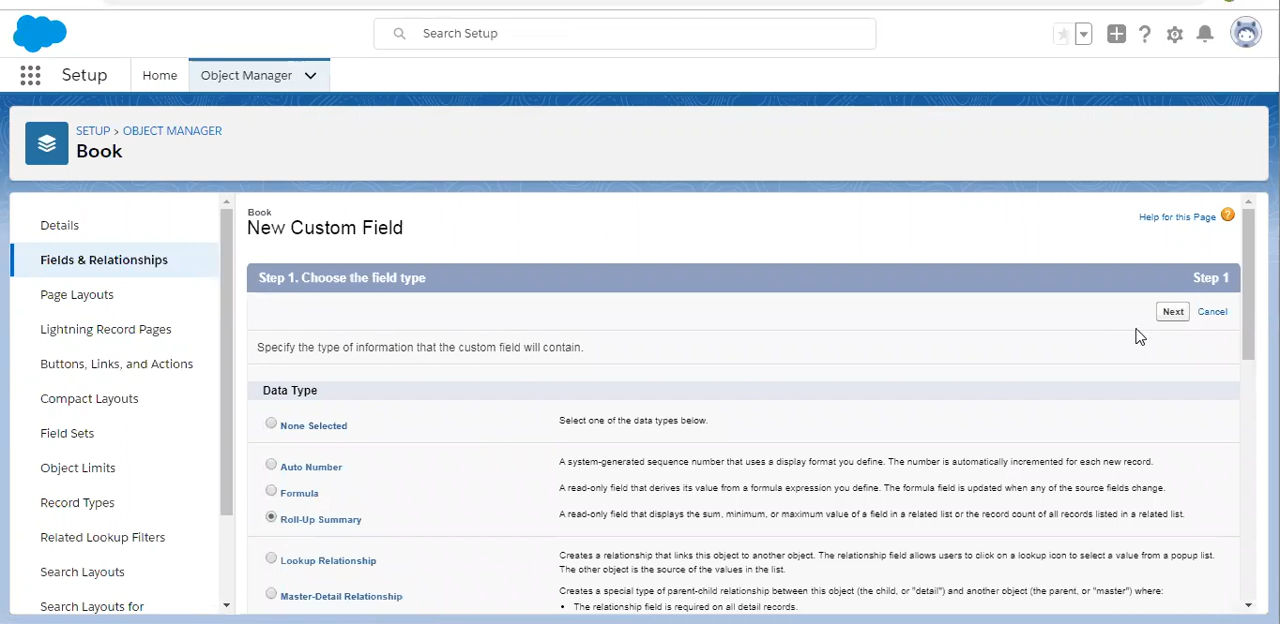 Search Setup
Setup
Home
Object Manager
SETUP > OBJECT MANAGER
Book
Details
Fields & Relationships
Page Layouts
Lightning Record Pages
Buttons, Links, and Actions
Compact Layouts
Field Sets
Object Limits
Record Types
Related Lookup Filters
Search Layouts
Search Layouts for
Book
New Custom Field
Help for this Page ?
Step 1. Choose the field type Step 1
Next Cancel
Specify the type of information that the custom field will contain.
Data Type
None Selected Select one of the data types below.
Auto Number A system-generated sequence number that uses a display format you define. The number is automatically incremented for each new record.
Formula A read-only field that derives its value from a formula expression you define. The formula field is updated when any of the source fields change.
Roll-Up Summary A read-only field that displays the sum, minimum, or maximum value of a field in a related list or the record count of all records listed in a related list.
Lookup Relationship Creates a relationship that links this object to another object. The relationship field allows users to click on a lookup icon to select a value from a popup list.
The other object is the source of the values in the list.
Master-Detail Relationship Creates a special type of parent-child relationship between this object (the child, or "detail") and another object (the parent, or "master") where:
• The relationship field is required on all detail records.